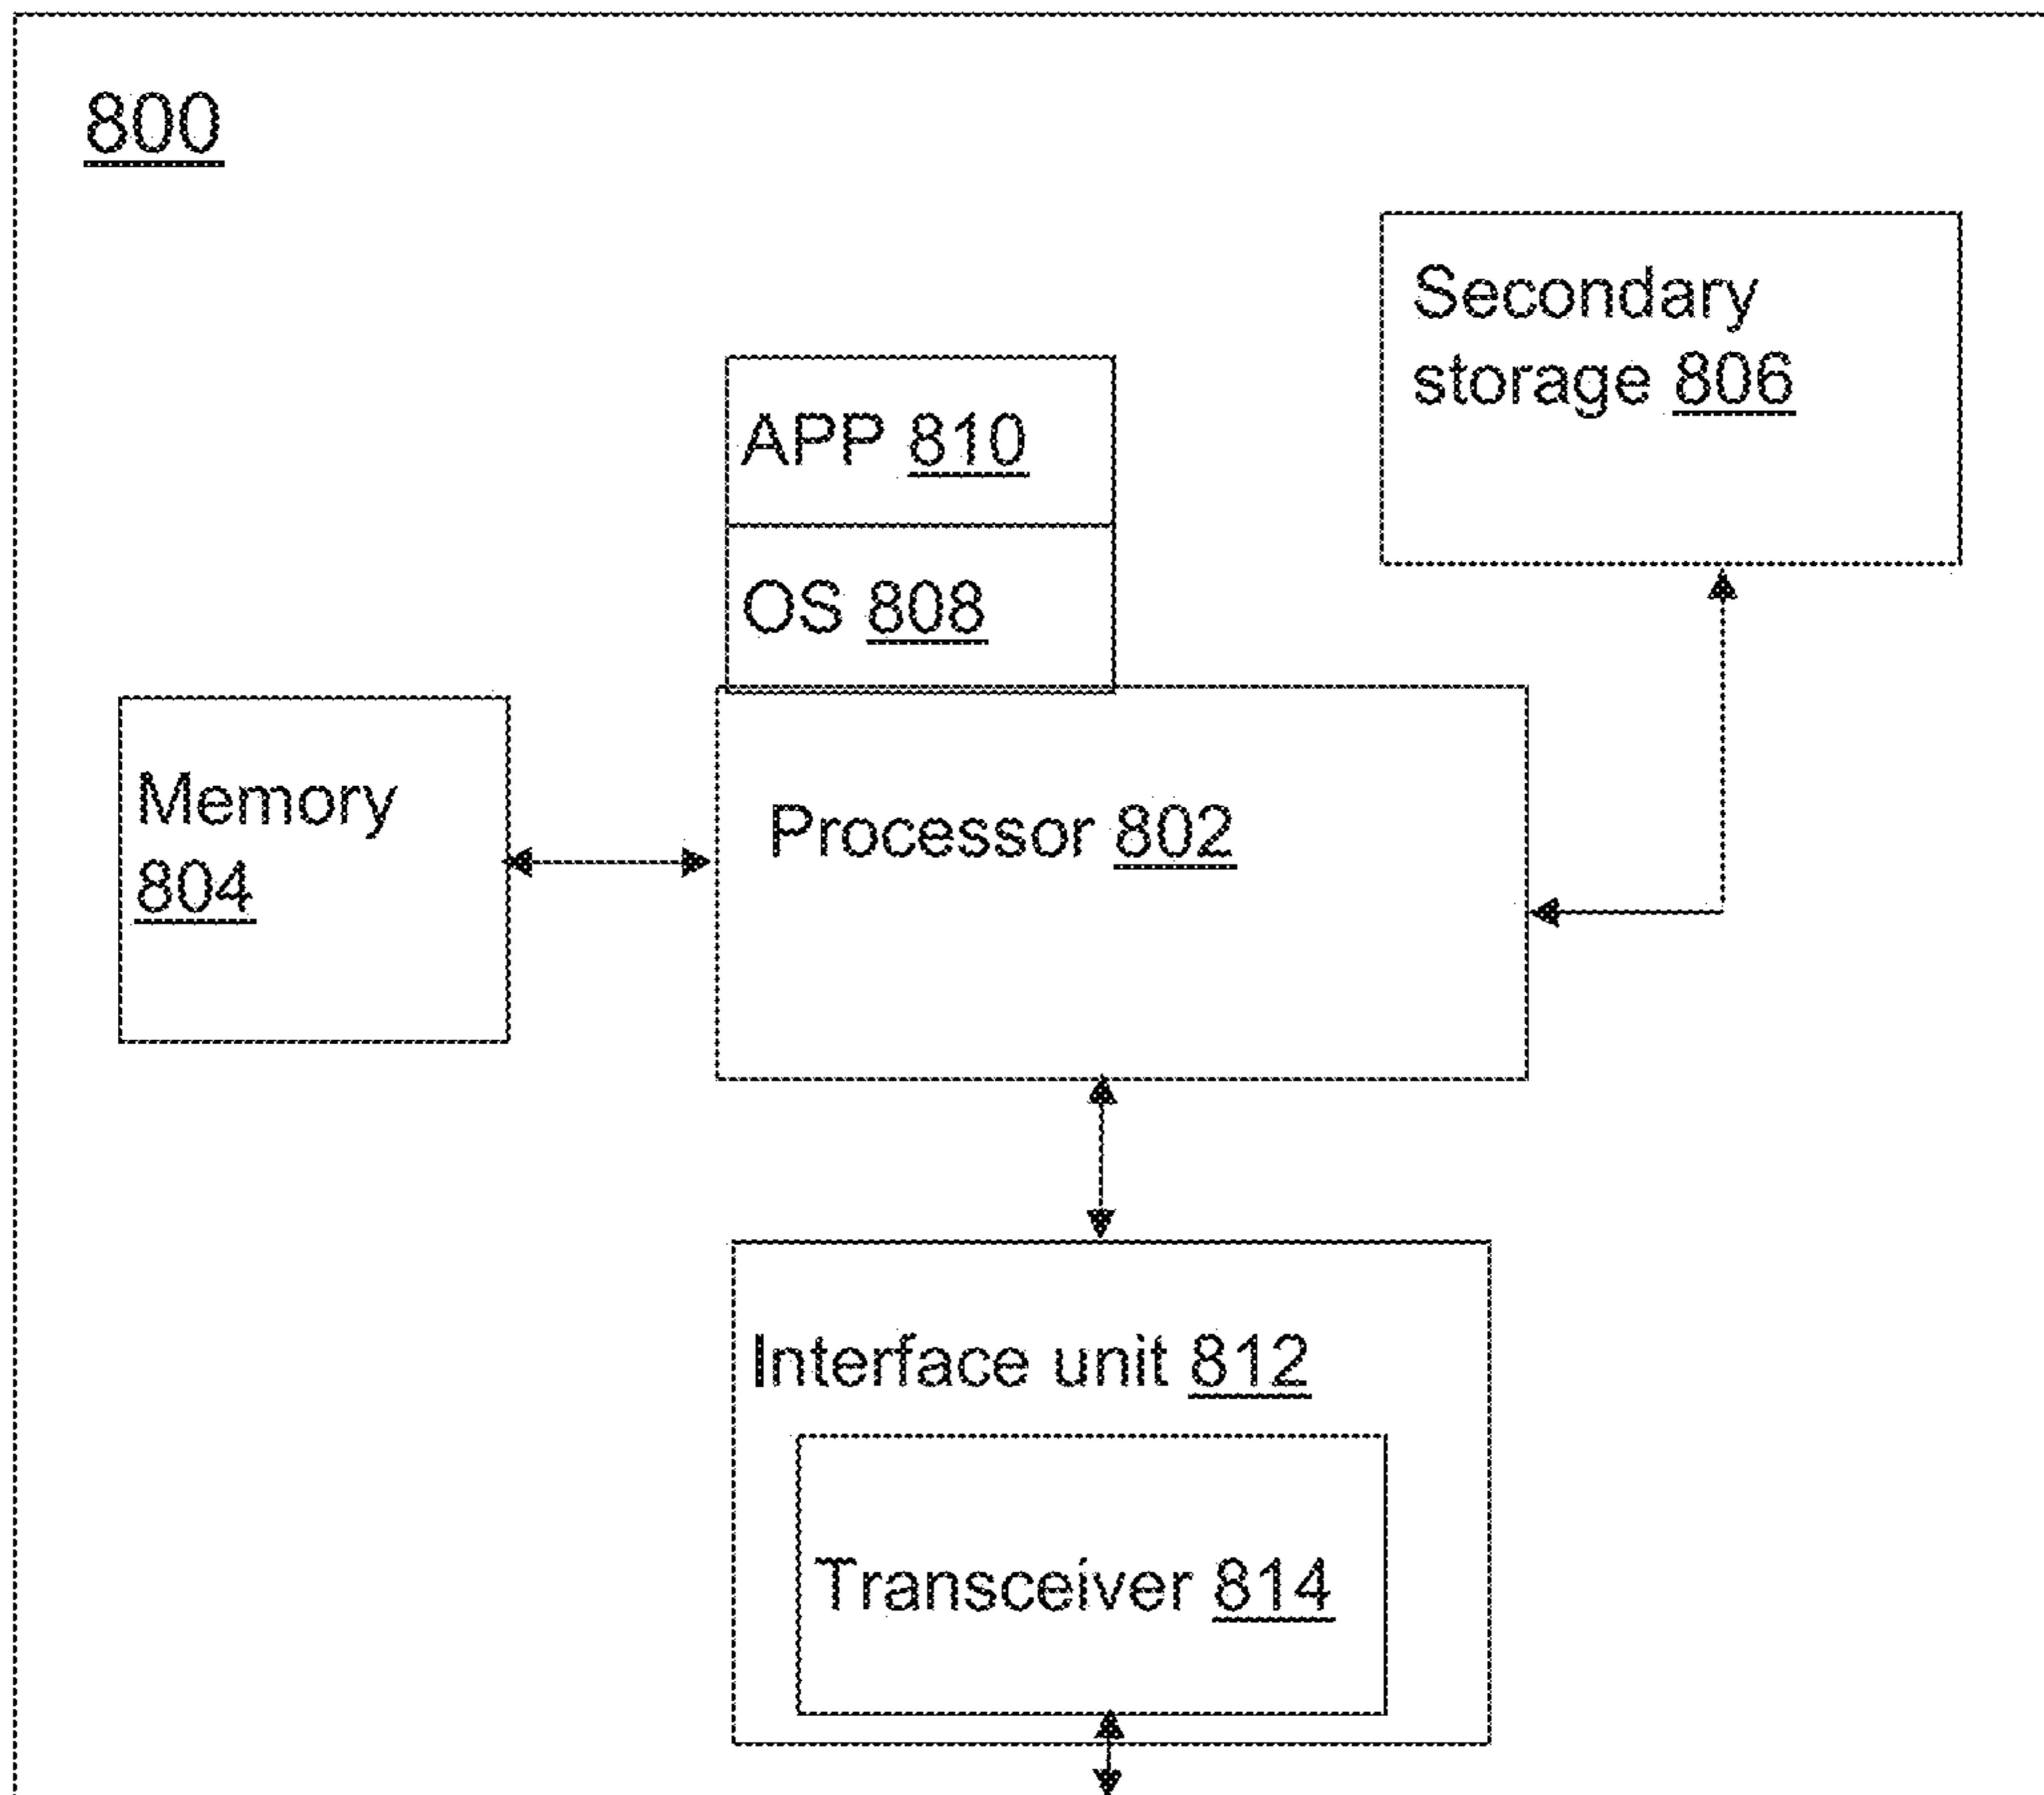 800
Secondary
storage 806
APP 810
OS 808
Memory
804
Processor 802
Interface unit 812
Transceiver 814